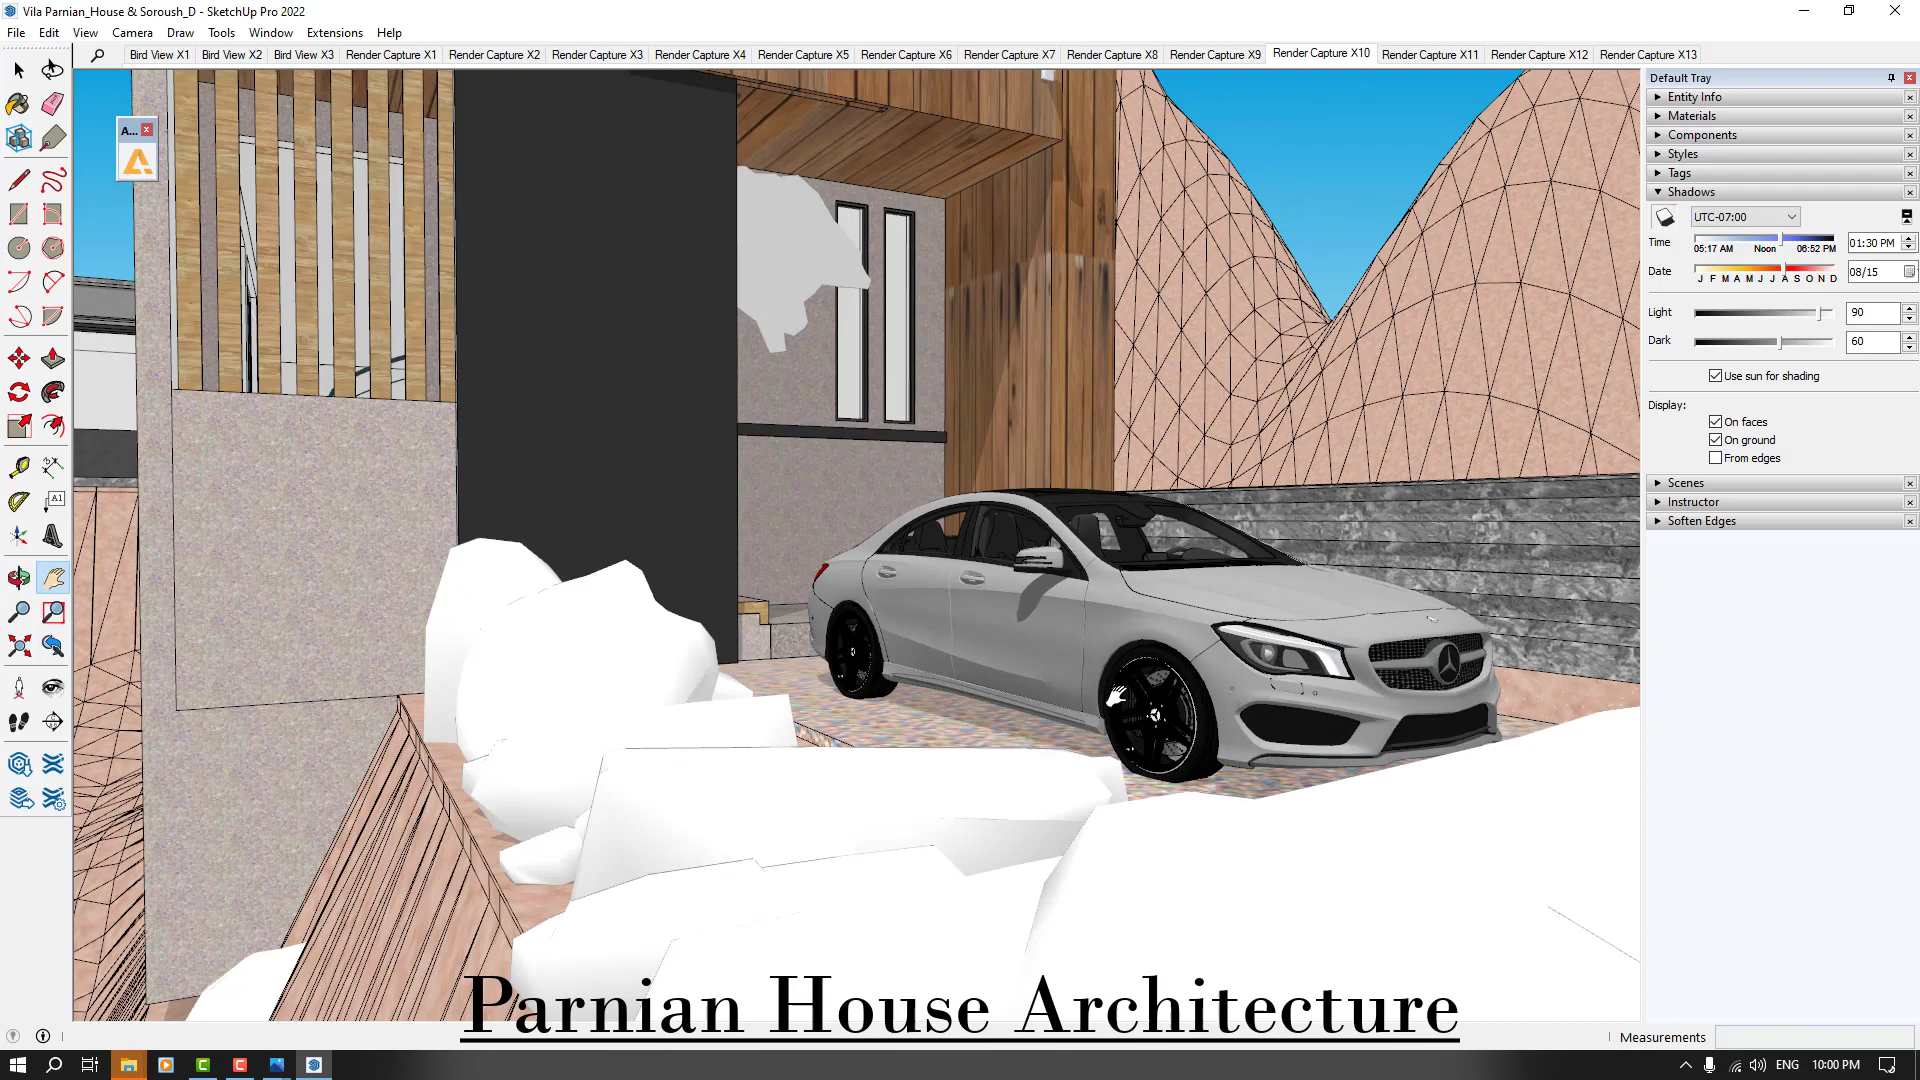 Vila Parnian_House & Soroush_D - SketchUp Pro 2022
File Edit View Camera Draw Tools Window Extensions Help
Bird View X1 Bird View X2 Bird View X3 Render Capture X1 Render Capture X2 Render Capture X3 Render Capture X4 Render Capture X5 Render Capture X6 Render Capture X7 Render Capture X8 Render Capture X9 Render Capture X10 Render Capture X11 Render Capture X12 Render Capture X13
A...
A1
Default Tray
Entity Info
Materials
Components
Styles
Tags
Shadows
UTC-07:00
Time 05:17 AM Noon 06:52 PM 01:30 PM
Date J F M A M J J A S O N D 08/15
Light 90
Dark 60
Use sun for shading
Display:
On faces
On ground
From edges
Scenes
Instructor
Soften Edges
Parnian House Architecture
Measurements
ENG 10:00 PM